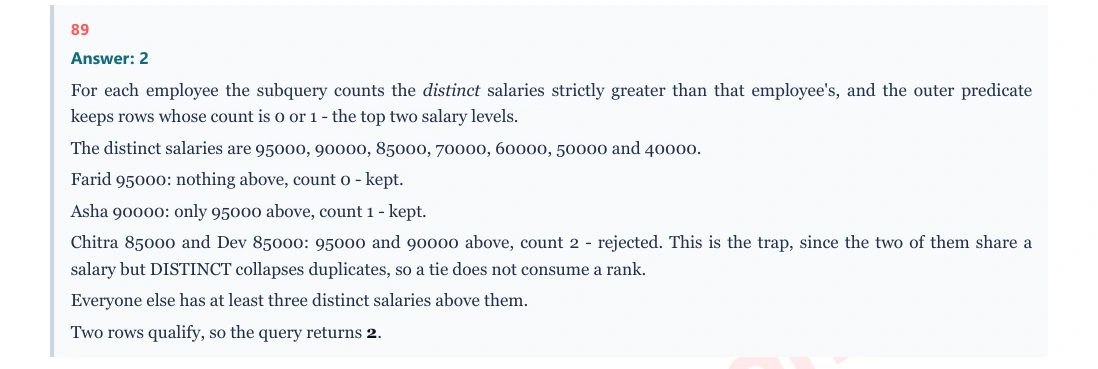 89
Answer: 2
For each employee the subquery counts the distinct salaries strictly greater than that employee's, and the outer predicate
keeps rows whose count is 0 or 1 - the top two salary levels.
The distinct salaries are 95000, 90000, 85000, 70000, 60000, 50000 and 40000.
Farid 95000: nothing above, count 0 - kept.
Asha 90000: only 95000 above, count 1 - kept.
Chitra 85000 and Dev 85000: 95000 and 90000 above, count 2 - rejected. This is the trap, since the two of them share a
salary but DISTINCT collapses duplicates, so a tie does not consume a rank.
Everyone else has at least three distinct salaries above them.
Two rows qualify, so the query returns 2.